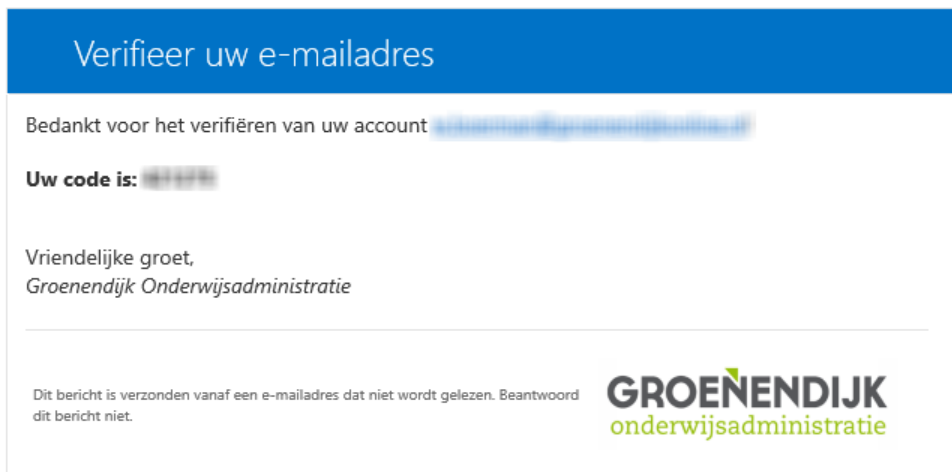 Verifieer uw e-mailadres
Bedankt voor het verifiëren van uw account
Uw code is:
Vriendelijke groet,
Groenendijk Onderwijsadministratie
Dit bericht is verzonden vanaf een e-mailadres dat niet wordt gelezen. Beantwoord
dit bericht niet.
GROENENDIJK
onderwijsadministratie